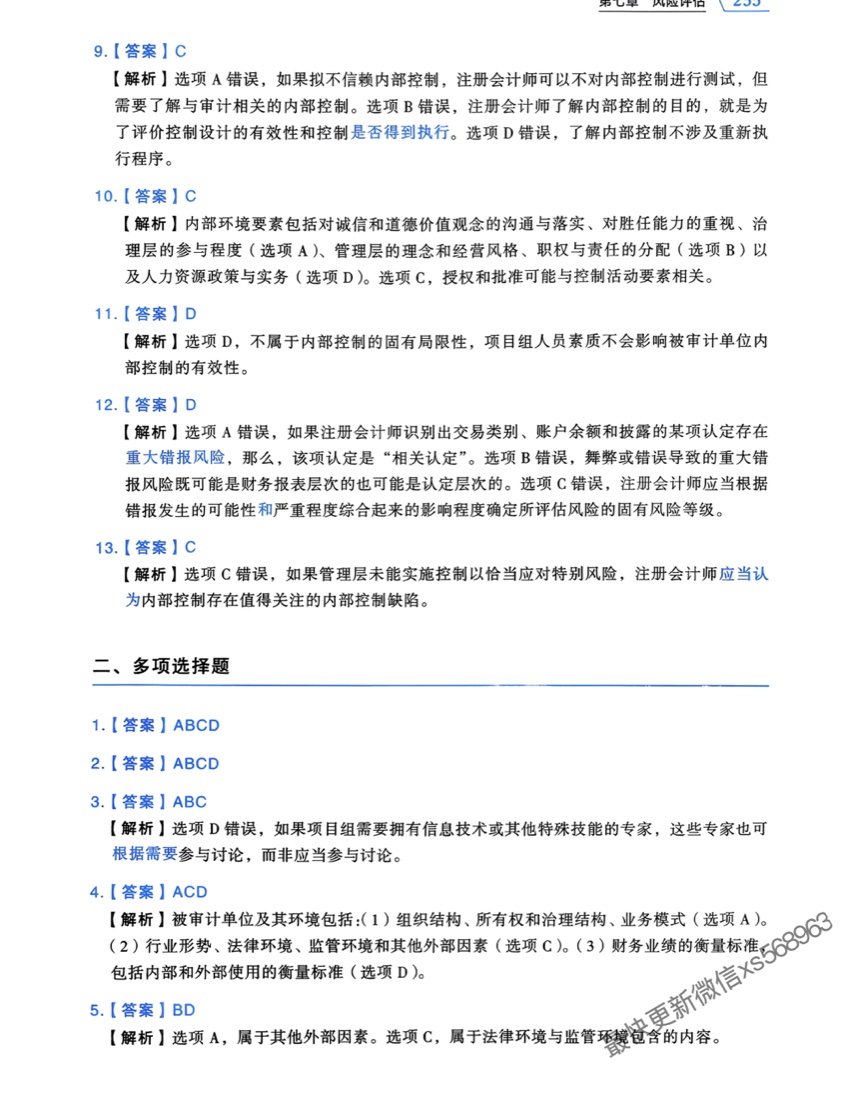 第七章 风险评估 255
9.【答案】C
【解析】选项 A 错误，如果拟不信赖内部控制，注册会计师可以不对内部控制进行测试，但
需要了解与审计相关的内部控制。选项 B 错误，注册会计师了解内部控制的目的，就是为
了评价控制设计的有效性和控制是否得到执行。选项 D 错误，了解内部控制不涉及重新执
行程序。
10.【答案】C
【解析】内部环境要素包括对诚信和道德价值观念的沟通与落实、对胜任能力的重视、治
理层的参与程度（选项 A）、管理层的理念和经营风格、职权与责任的分配（选项 B）以
及人力资源政策与实务（选项 D）。选项 C，授权和批准可能与控制活动要素相关。
11.【答案】D
【解析】选项 D，不属于内部控制的固有局限性，项目组人员素质不会影响被审计单位内
部控制的有效性。
12.【答案】D
【解析】选项 A 错误，如果注册会计师识别出交易类别、账户余额和披露的某项认定存在
重大错报风险，那么，该项认定是“相关认定”。选项 B 错误，舞弊或错误导致的重大错
报风险既可能是财务报表层次的也可能是认定层次的。选项 C 错误，注册会计师应当根据
错报发生的可能性和严重程度综合起来的影响程度确定所评估风险的固有风险等级。
13.【答案】C
【解析】选项 C 错误，如果管理层未能实施控制以恰当应对特别风险，注册会计师应当认
为内部控制存在值得关注的内部控制缺陷。
二、多项选择题
1.【答案】ABCD
2.【答案】ABCD
3.【答案】ABC
【解析】选项 D 错误，如果项目组需要拥有信息技术或其他特殊技能的专家，这些专家也可
根据需要参与讨论，而非应当参与讨论。
4.【答案】ACD
【解析】被审计单位及其环境包括：（1）组织结构、所有权和治理结构、业务模式（选项 A）。
（2）行业形势、法律环境、监管环境和其他外部因素（选项 C）。（3）财务业绩的衡量标准，
包括内部和外部使用的衡量标准（选项 D）。
5.【答案】BD
【解析】选项 A，属于其他外部因素。选项 C，属于法律环境与监管环境包含的内容。
最快更新微信xs568963